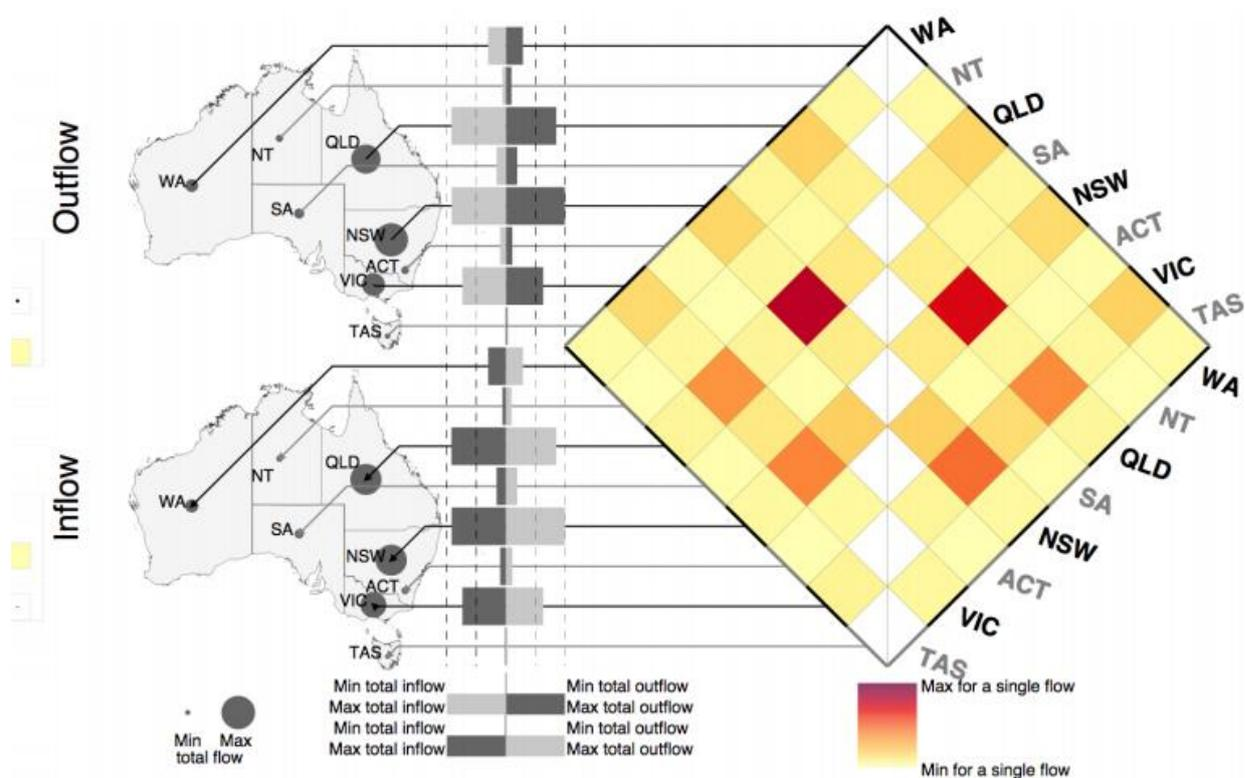 Outflow
WA
NT
QLD
SA
NSW
ACT
VIC
TAS
Inflow
WA
NT
QLD
SA
NSW
ACT
VIC
TAS
WA
NT
QLD
SA
NSW
ACT
VIC
TAS
WA
NT
QLD
SA
NSW
ACT
VIC
TAS
Min Max
total flow
Min total inflow Min total outflow
Max total inflow Max total outflow
Min total inflow Min total outflow
Max total inflow Max total outflow
Max for a single flow
Min for a single flow